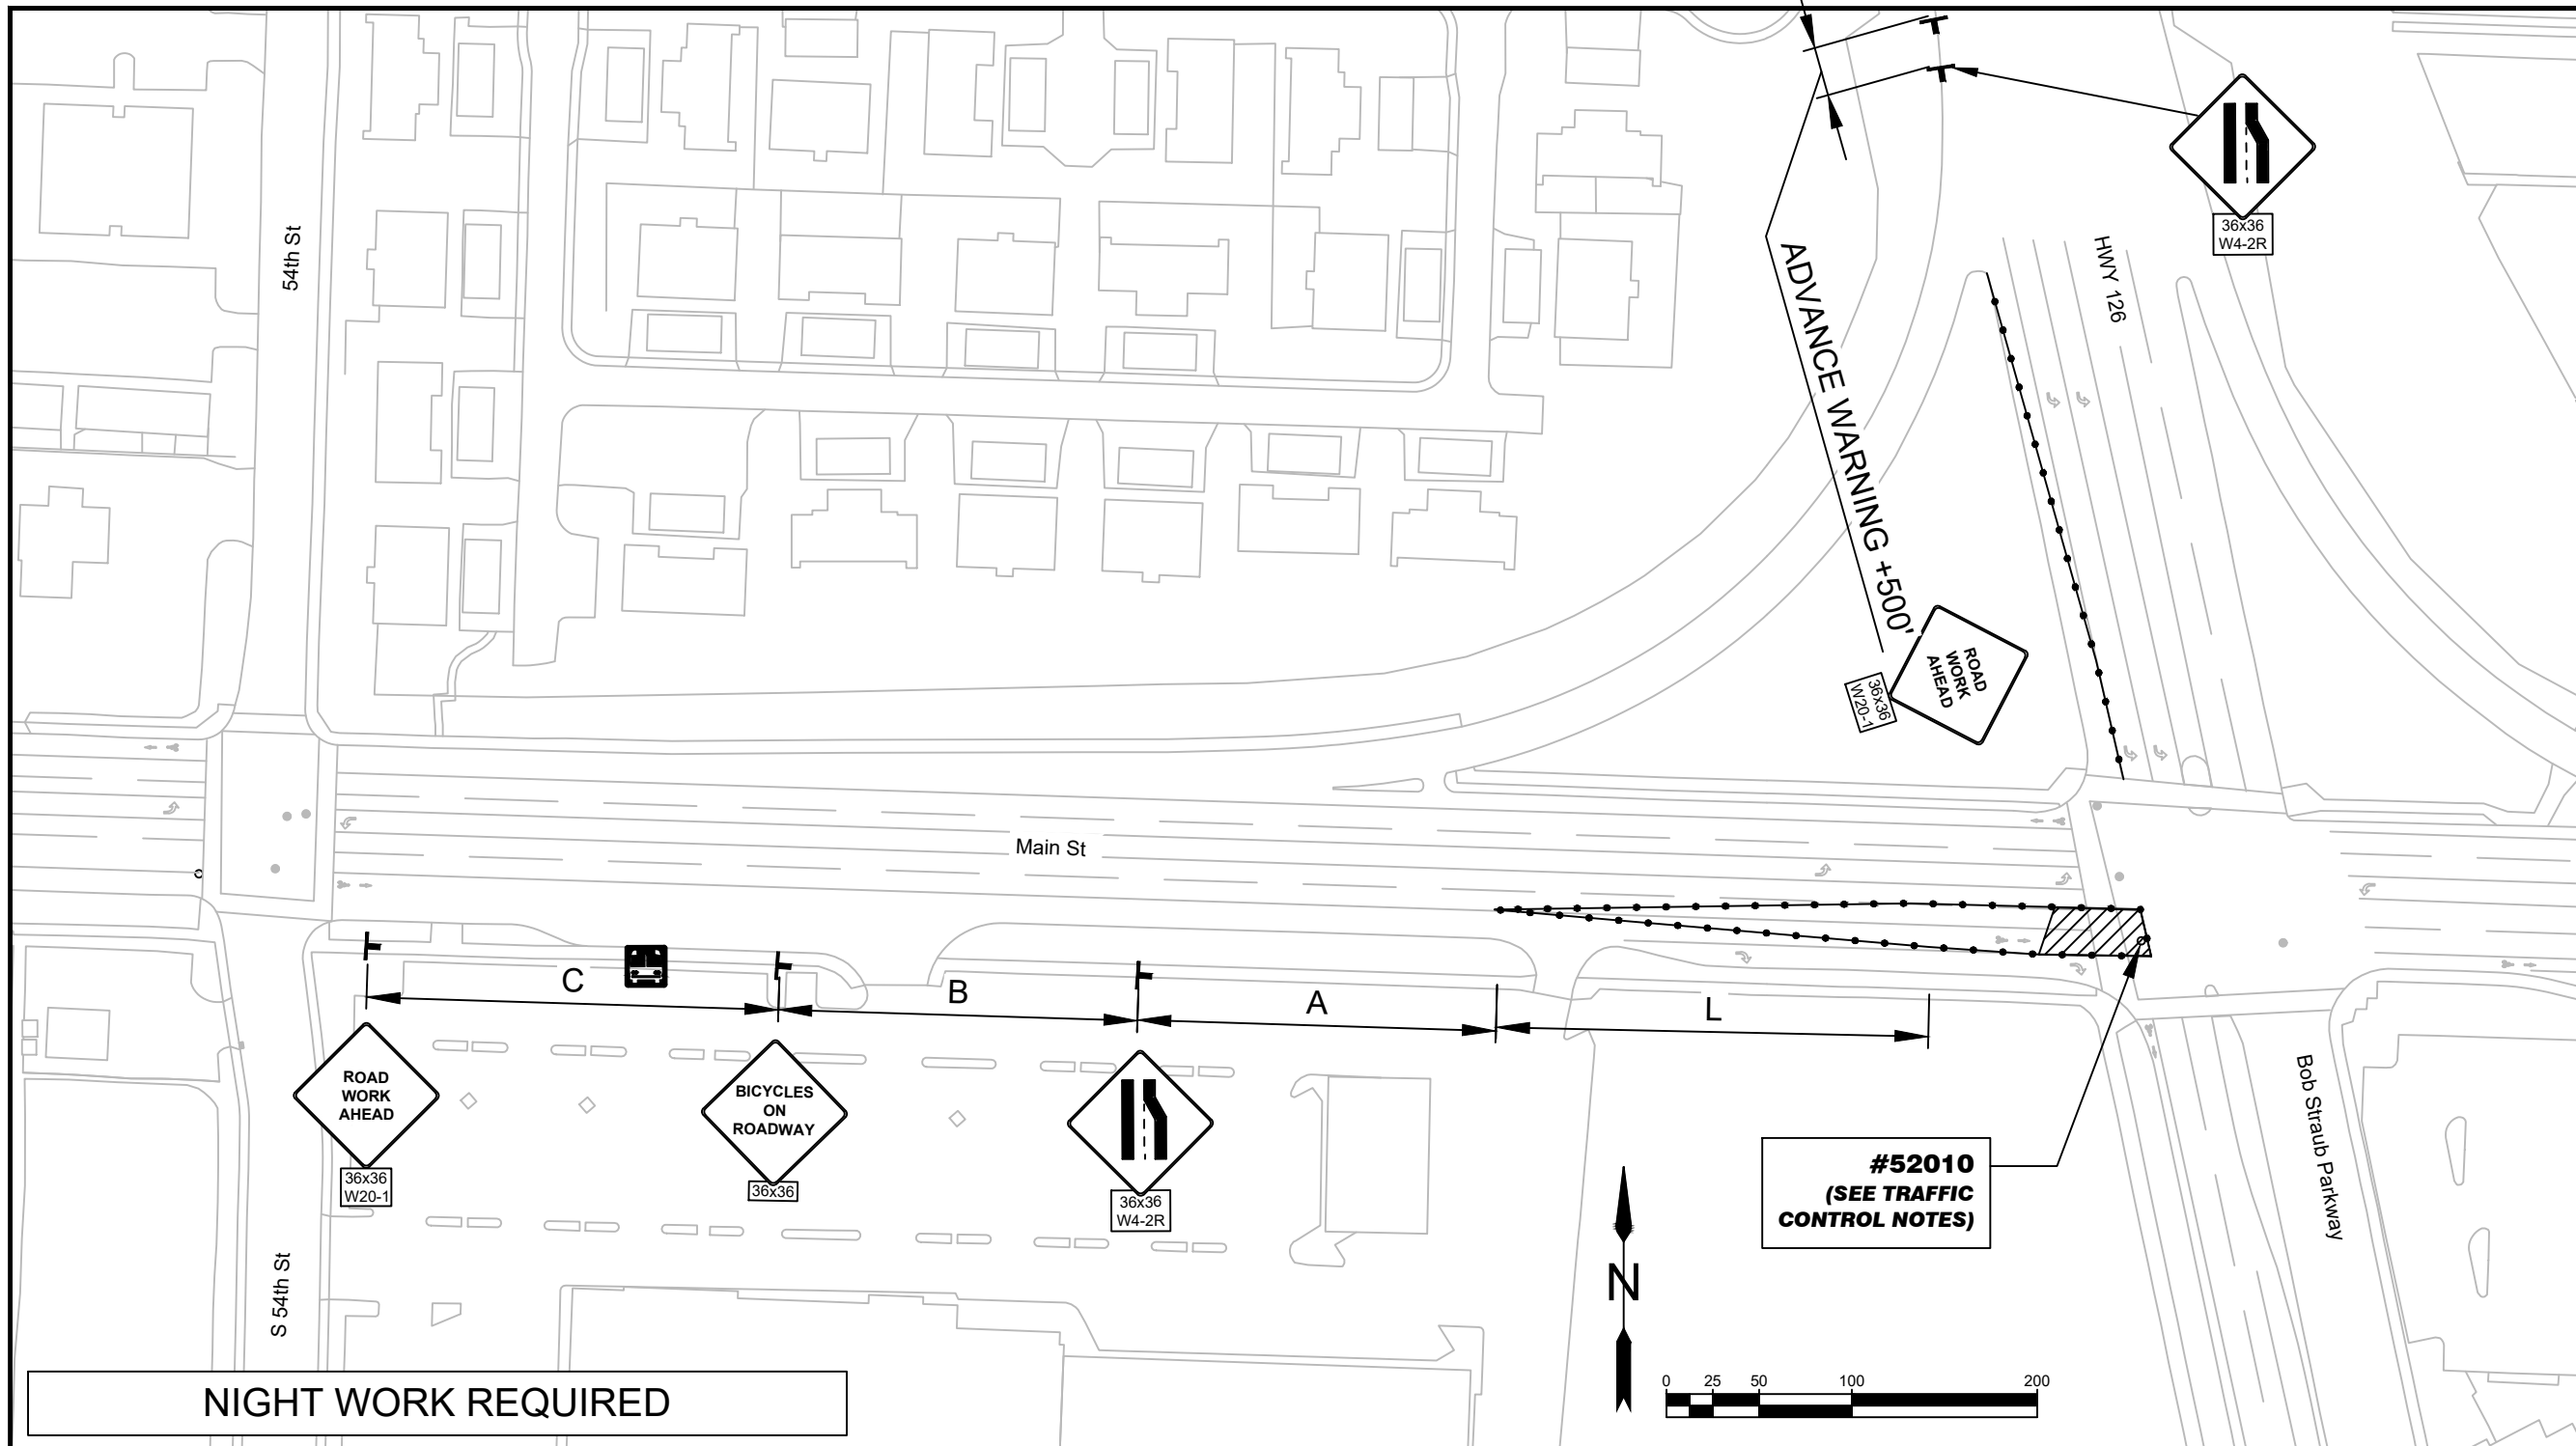 54th St
HWY 126
36x36
W4-2R
ADVANCE WARNING +500'
ROAD
WORK
AHEAD
36x36
W20-1
Main St
C
B
A
L
ROAD
WORK
AHEAD
36x36
W20-1
BICYCLES
ON
ROADWAY
36x36
36x36
W4-2R
#52010
(SEE TRAFFIC
CONTROL NOTES)
Bob Straub Parkway
S 54th St
N
0 25 50 100 200
NIGHT WORK REQUIRED